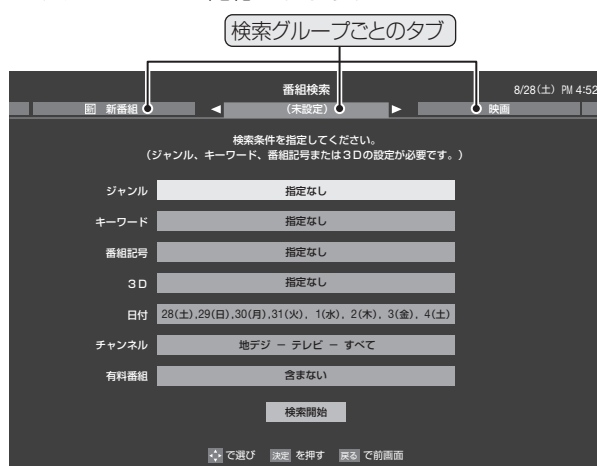 検索グループごとのタブ
番組検索 8/28(土) PM 4:52
新 新番組 ◀ (未設定) ▶ 映画
検索条件を指定してください。
(ジャンル、キーワード、番組記号または3Dの設定が必要です。)
ジャンル 指定なし
キーワード 指定なし
番組記号 指定なし
3D 指定なし
日付 28(土),29(日),30(月),31(火), 1(水), 2(木), 3(金), 4(土)
チャンネル 地デジ － テレビ － すべて
有料番組 含まない
検索開始
で選び 決定 を押す 戻る で前画面